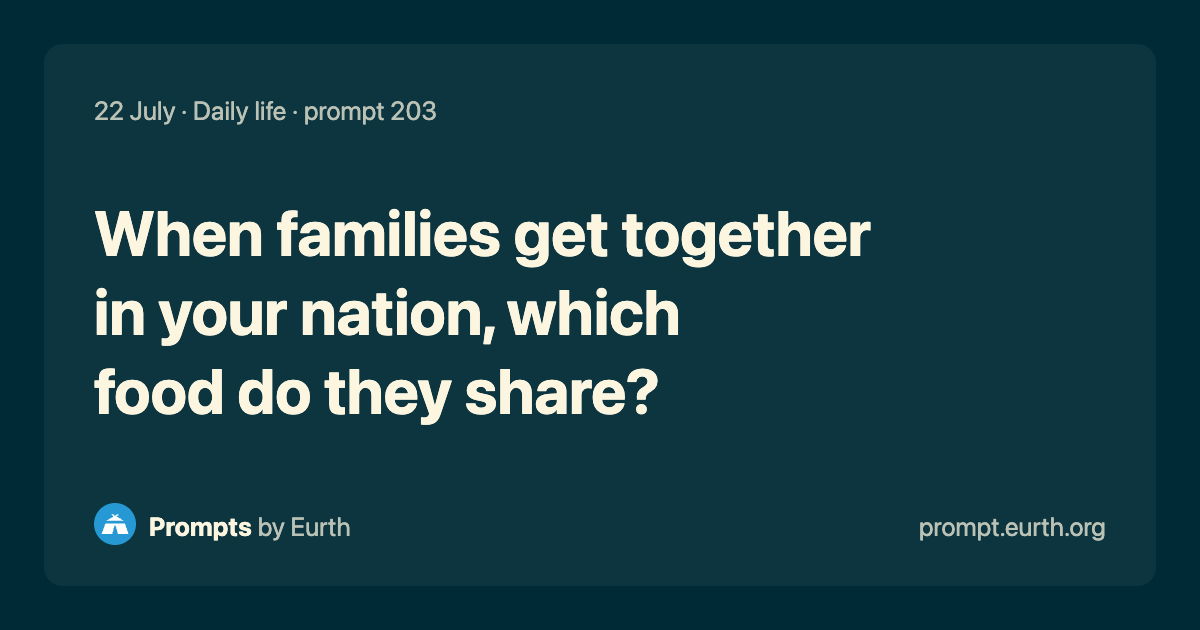 22 July · Daily life · prompt 203
When families get together
in your nation, which
food do they share?
Prompts by Eurth
prompt.eurth.org